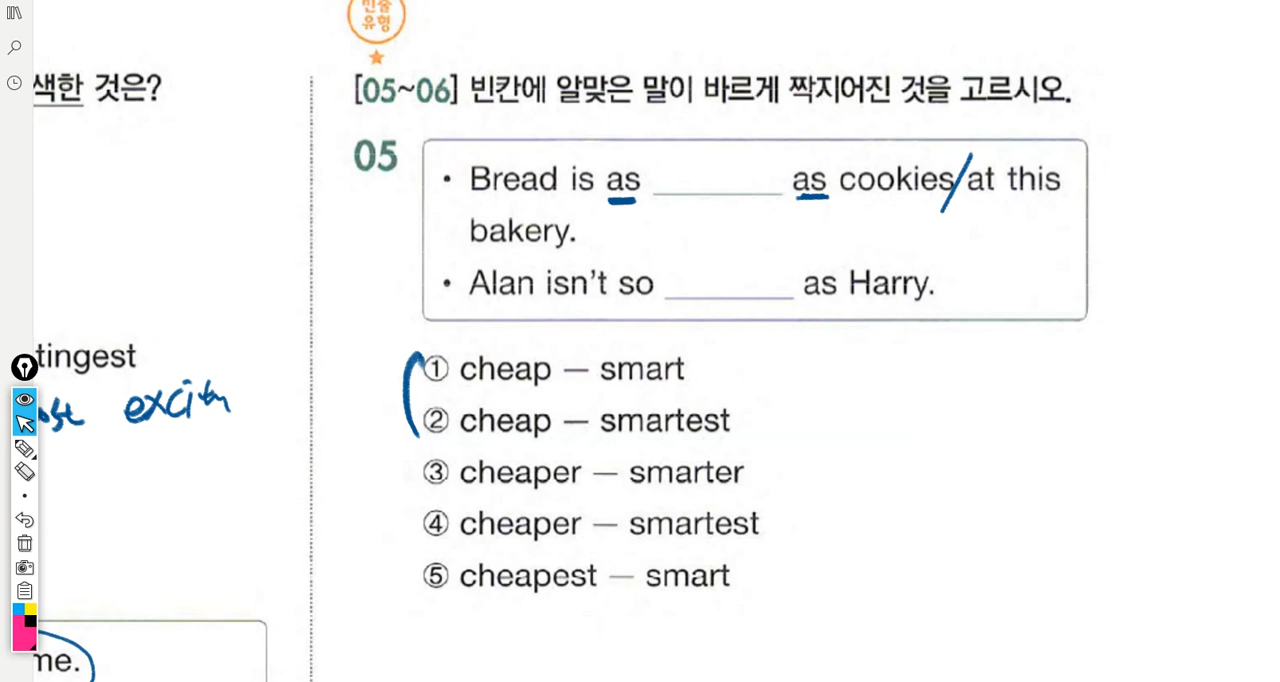 빈출
유형
색한 것은?
[05~06] 빈칸에 알맞은 말이 바르게 짝지어진 것을 고르시오.
05
• Bread is as ________ as cookies/at this
bakery.
• Alan isn't so ________ as Harry.
① cheap — smart
② cheap — smartest
③ cheaper — smarter
④ cheaper — smartest
⑤ cheapest — smart
tingest
me.